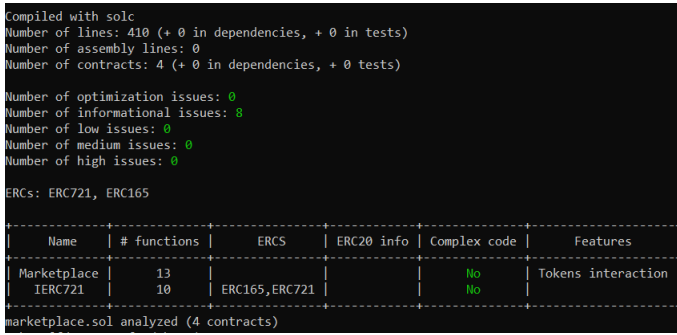 Compiled with solc
Number of lines: 410 (+ 0 in dependencies, + 0 in tests)
Number of assembly lines: 0
Number of contracts: 4 (+ 0 in dependencies, + 0 tests)
Number of optimization issues: 0
Number of informational issues: 8
Number of low issues: 0
Number of medium issues: 0
Number of high issues: 0
ERCs: ERC721, ERC165
| Name | # functions | ERCS | ERC20 info | Complex code | Features
| Marketplace | 13 | | | No | Tokens interaction
| IERC721 | 10 | ERC165,ERC721 | | No |
marketplace.sol analyzed (4 contracts)